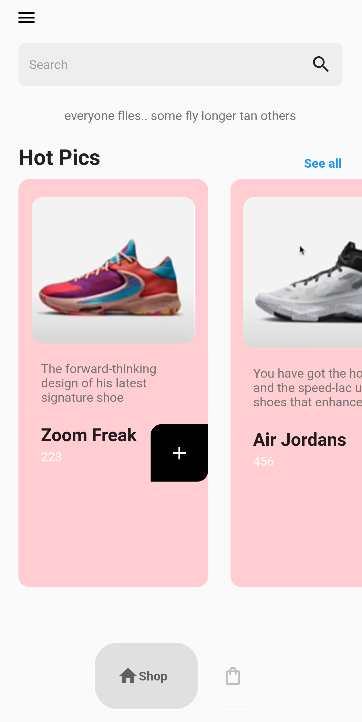 Search
everyone flies.. some fly longer tan others
Hot Pics
See all
The forward-thinking
design of his latest
signature shoe
Zoom Freak
223
You have got the ho
and the speed-lac u
shoes that enhance
Air Jordans
456
Shop